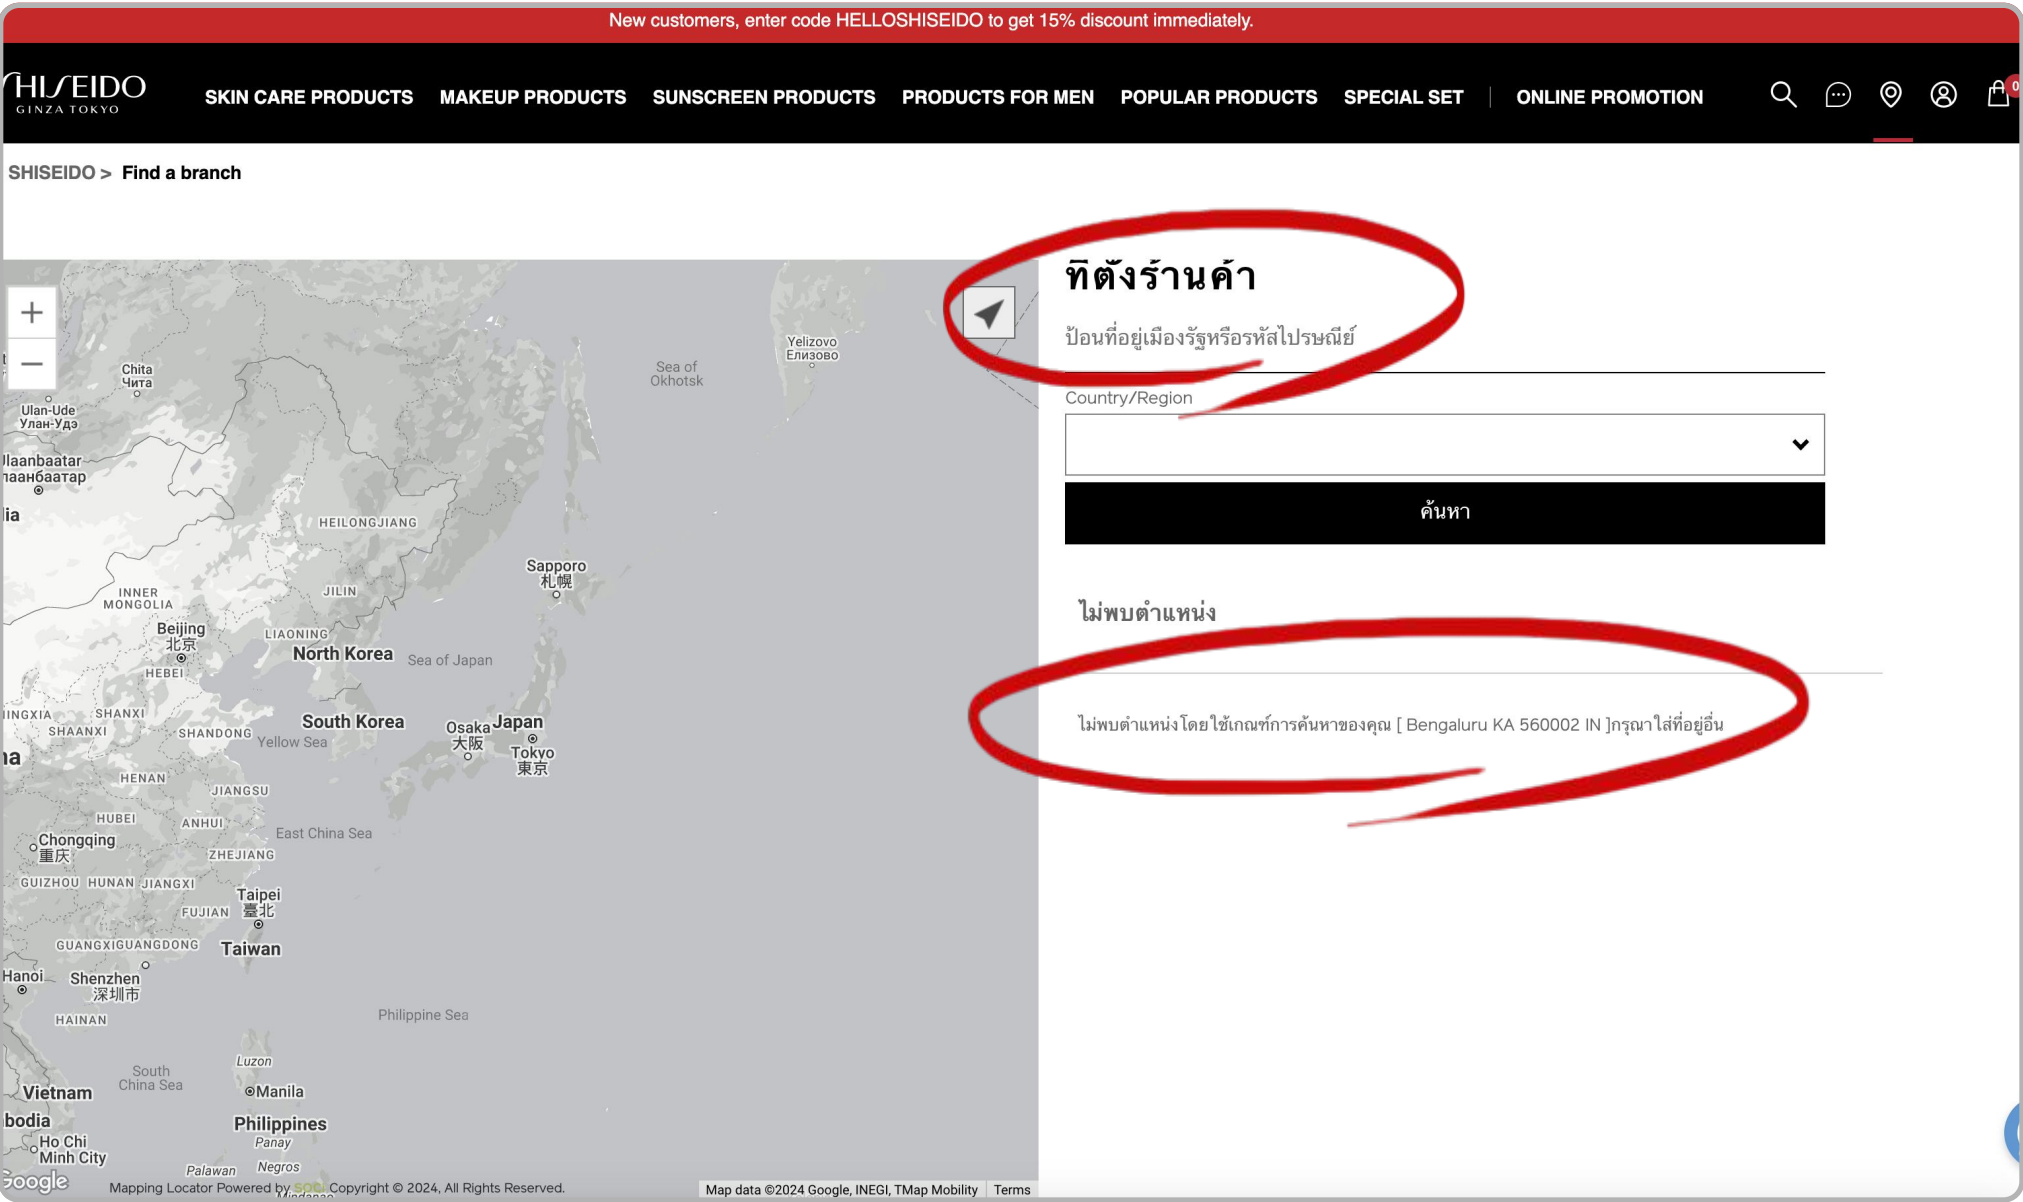 New customers, enter code HELLOSHISEIDO to get 15% discount immediately.
SHISEIDO
GINZA TOKYO
SKIN CARE PRODUCTS MAKEUP PRODUCTS SUNSCREEN PRODUCTS PRODUCTS FOR MEN POPULAR PRODUCTS SPECIAL SET | ONLINE PROMOTION
0
SHISEIDO > Find a branch
ที่ตั้งร้านค้า
ป้อนที่อยู่เมืองรัฐหรือรหัสไปรษณีย์
Country/Region
ค้นหา
ไม่พบตำแหน่ง
ไม่พบตำแหน่งโดยใช้เกณฑ์การค้นหาของคุณ [ Bengaluru KA 560002 IN ]กรุณาใส่ที่อยู่อื่น
+
−
Yelizovo
Елизово
Sea of
Okhotsk
Chita
Чита
Ulan-Ude
Улан-Удэ
laanbaatar
лаанбаатар
lia
HEILONGJIANG
Sapporo
札幌
INNER
MONGOLIA
JILIN
Beijing
北京
LIAONING
HEBEI
North Korea
Sea of Japan
NINGXIA
SHANXI
SHAANXI
SHANDONG
South Korea
Yellow Sea
Osaka
大阪
Japan
Tokyo
東京
na
HENAN
JIANGSU
HUBEI
ANHUI
East China Sea
Chongqing
重庆
ZHEJIANG
GUIZHOU HUNAN JIANGXI
Taipei
臺北
FUJIAN
GUANGXI GUANGDONG
Taiwan
Hanoi
Shenzhen
深圳市
HAINAN
Philippine Sea
South
China Sea
Luzon
Vietnam
Manila
bodia
Philippines
Panay
Ho Chi
Minh City
Palawan
Negros
Google
Mindanao
Mapping Locator Powered by SOCi Copyright © 2024, All Rights Reserved.
Map data ©2024 Google, INEGI, TMap Mobility Terms